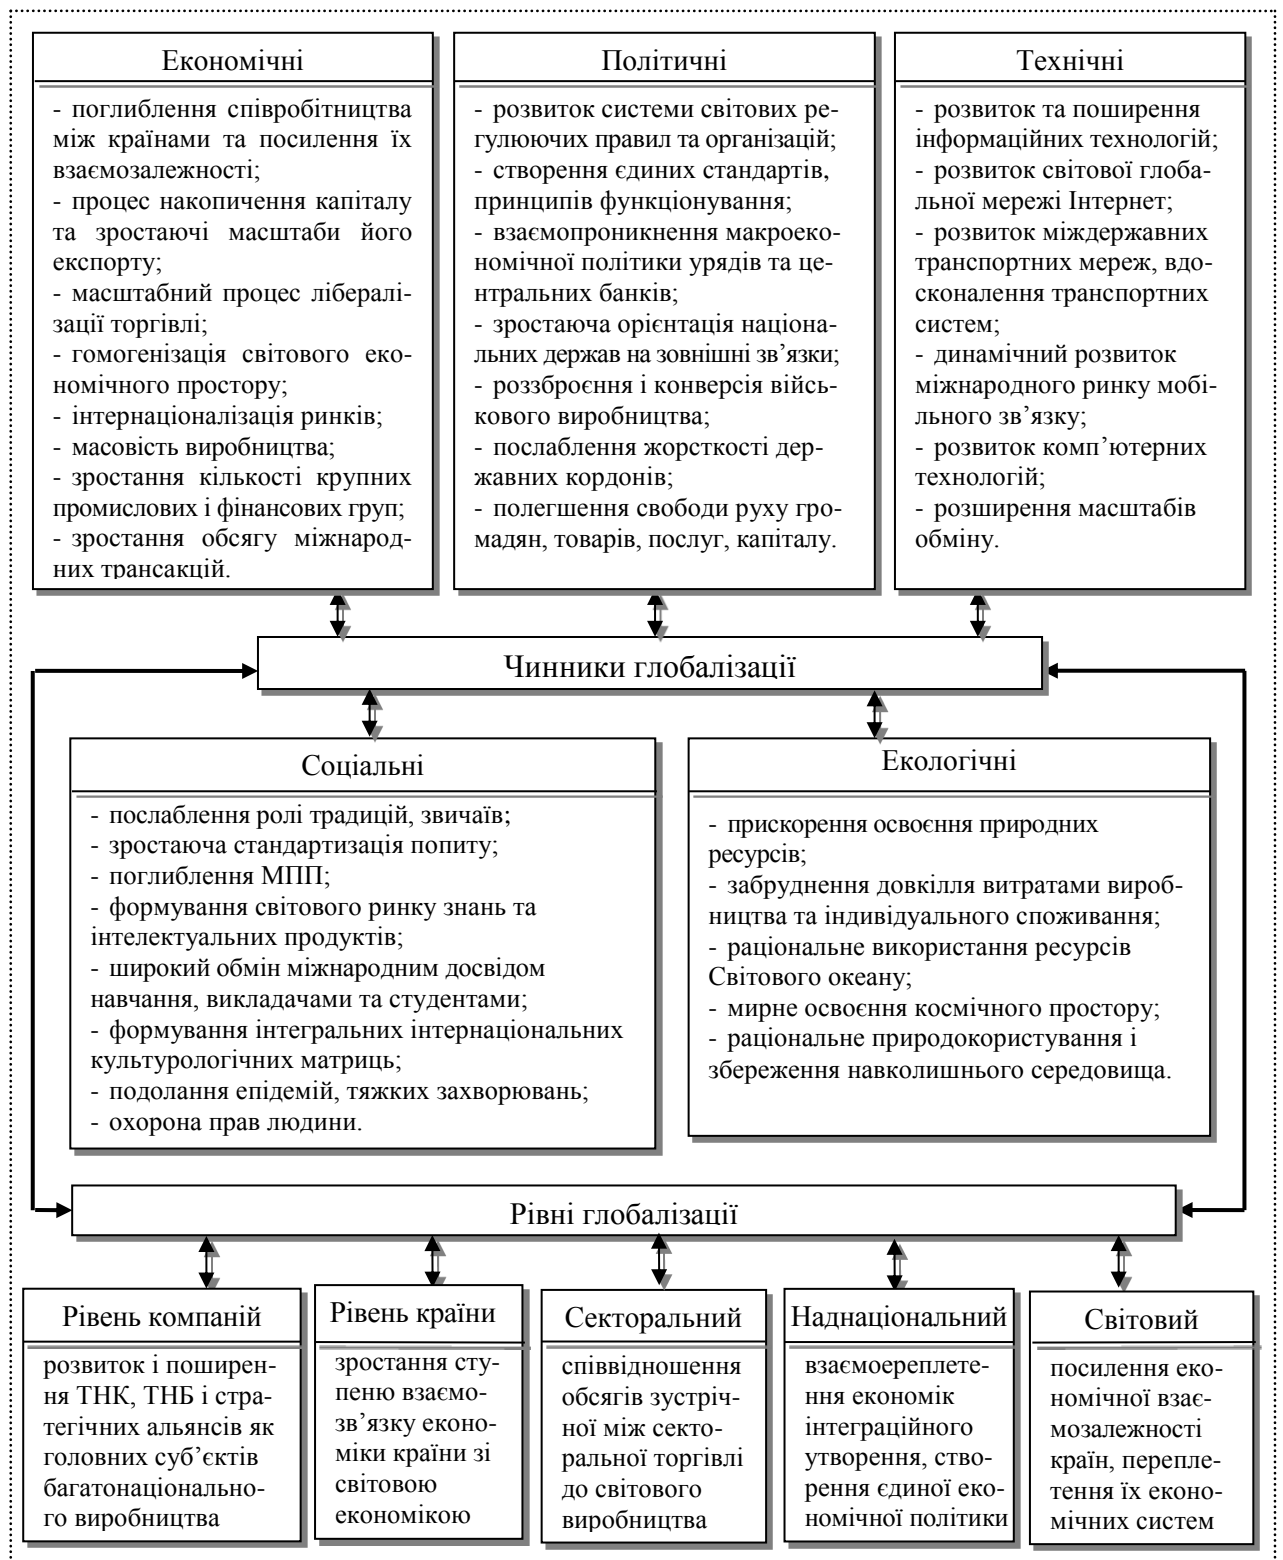 Економічні
- поглиблення співробітництва
між країнами та посилення їх
взаємозалежності;
- процес накопичення капіталу
та зростаючі масштаби його
експорту;
- масштабний процес лібералі-
зації торгівлі;
- гомогенізація світового еко-
номічного простору;
- інтернаціоналізація ринків;
- масовість виробництва;
- зростання кількості крупних
промислових і фінансових груп;
- зростання обсягу міжнарод-
них трансакцій.
Політичні
- розвиток системи світових ре-
гулюючих правил та організацій;
- створення єдиних стандартів,
принципів функціонування;
- взаємопроникнення макроеко-
номічної політики урядів та це-
нтральних банків;
- зростаюча орієнтація націона-
льних держав на зовнішні зв’язки;
- роззброєння і конверсія війсь-
кового виробництва;
- послаблення жорсткості дер-
жавних кордонів;
- полегшення свободи руху гро-
мадян, товарів, послуг, капіталу.
Технічні
- розвиток та поширення
інформаційних технологій;
- розвиток світової глоба-
льної мережі Інтернет;
- розвиток міждержавних
транспортних мереж, вдо-
сконалення транспортних
систем;
- динамічний розвиток
міжнародного ринку мобі-
льного зв’язку;
- розвиток комп’ютерних
технологій;
- розширення масштабів
обміну.
Чинники глобалізації
Соціальні
- послаблення ролі традицій, звичаїв;
- зростаюча стандартизація попиту;
- поглиблення МПП;
- формування світового ринку знань та
інтелектуальних продуктів;
- широкий обмін міжнародним досвідом
навчання, викладачами та студентами;
- формування інтегральних інтернаціональних
культурологічних матриць;
- подолання епідемій, тяжких захворювань;
- охорона прав людини.
Екологічні
- прискорення освоєння природних
ресурсів;
- забруднення довкілля витратами вироб-
ництва та індивідуального споживання;
- раціональне використання ресурсів
Світового океану;
- мирне освоєння космічного простору;
- раціональне природокористування і
збереження навколишнього середовища.
Рівні глобалізації
Рівень компаній
розвиток і поширен-
ня ТНК, ТНБ і стра-
тегічних альянсів як
головних суб’єктів
багатонаціонально-
го виробництва
Рівень країни
зростання сту-
пеню взаємо-
зв’язку еконо-
міки країни зі
світовою
економікою
Секторальний
співвідношення
обсягів зустріч-
ної між секто-
ральної торгівлі
до світового
виробництва
Наднаціональний
взаємоереплете-
ння економік
інтеграційного
утворення, ство-
рення єдиної еко-
номічної політики
Світовий
посилення еко-
номічної взає-
мозалежності
країн, перепле-
тення їх еконо-
мічних систем